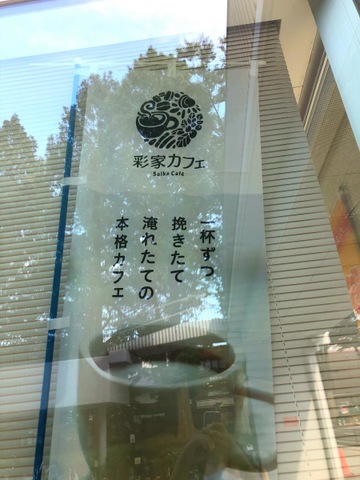 彩家カフェ
Saika Cafe
一杯ずつ
挽きたて
淹れたての
本格カフェ